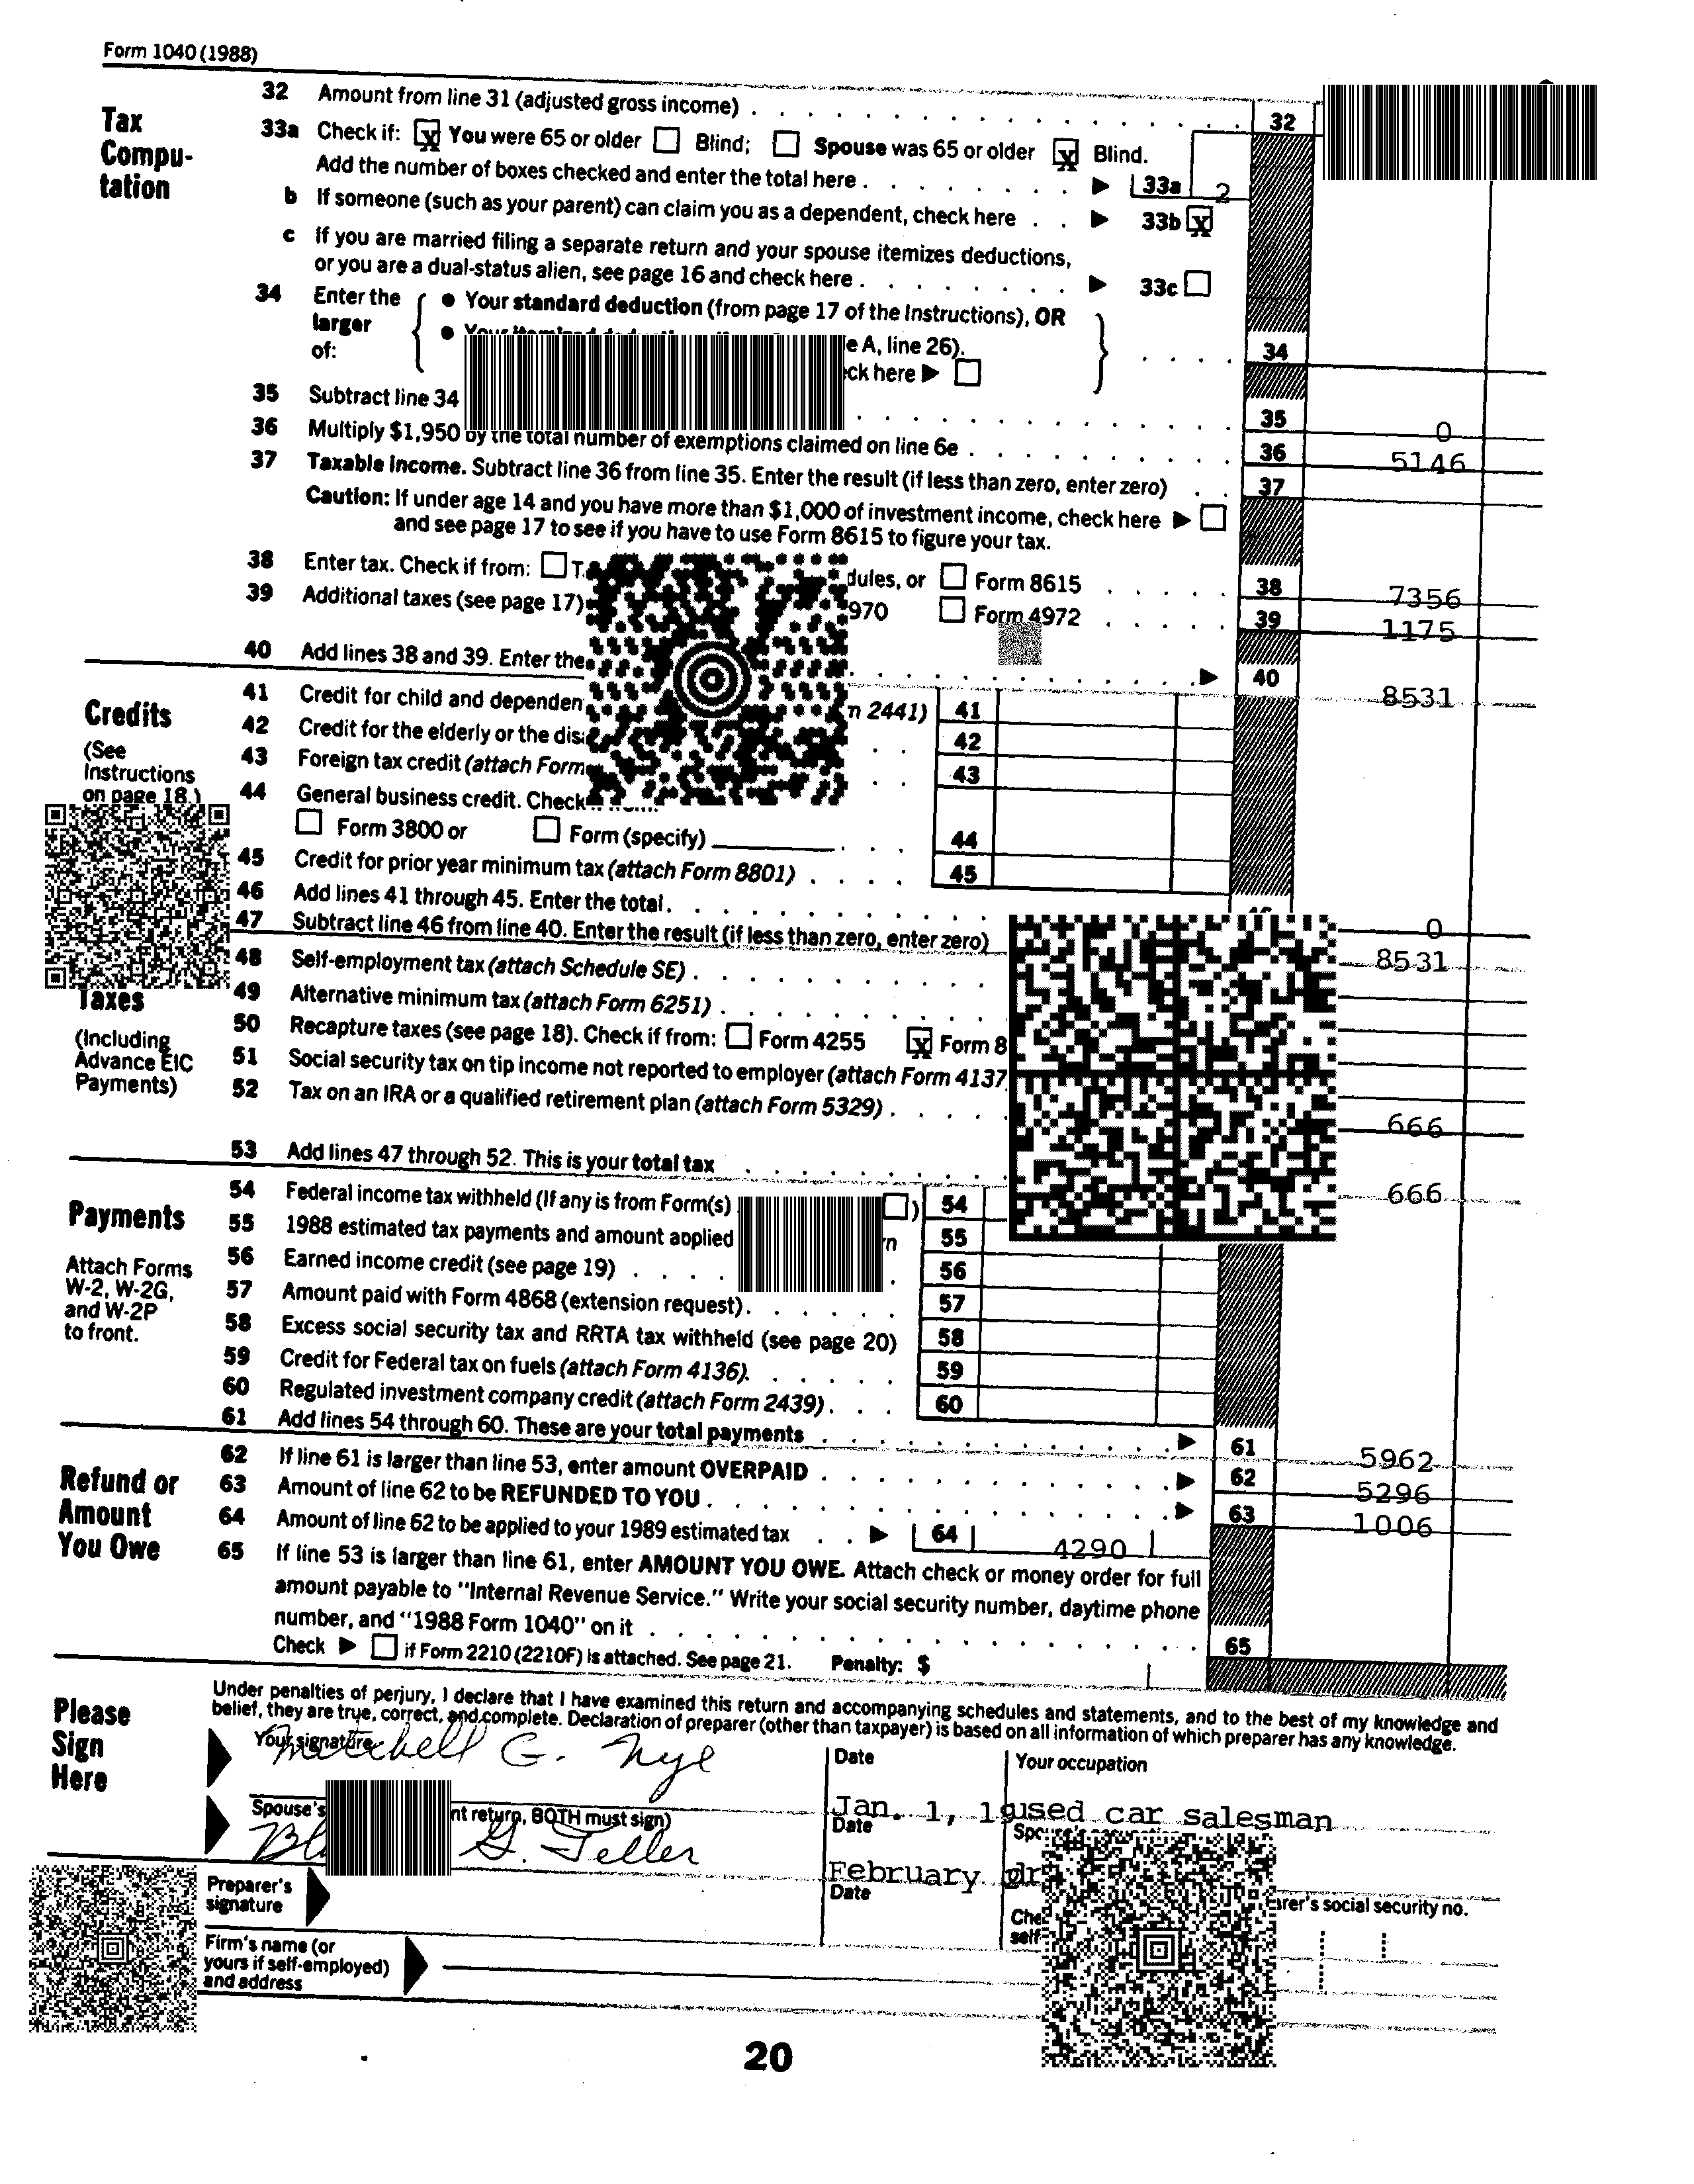 Form 1040 (1988)
Tax Compu- tation
32 Amount from line 31 (adjusted gross income) . . . 32
33a Check if: X You were 65 or older Blind; Spouse was 65 or older X Blind.
Add the number of boxes checked and enter the total here . . . 33a 2
b If someone (such as your parent) can claim you as a dependent, check here . . 33b X
c If you are married filing a separate return and your spouse itemizes deductions,
or you are a dual-status alien, see page 16 and check here . . . 33c
34 Enter the larger of:
• Your standard deduction (from page 17 of the Instructions), OR
• Your itemized
e A, line 26). 34
ck here
35 Subtract line 34 35 0
36 Multiply $1,950 by the total number of exemptions claimed on line 6e . . . 36 5146
37 Taxable income. Subtract line 36 from line 35. Enter the result (if less than zero, enter zero) . . 37
Caution: If under age 14 and you have more than $1,000 of investment income, check here
and see page 17 to see if you have to use Form 8615 to figure your tax.
38 Enter tax. Check if from: T dules, or Form 8615 . . . 38 7356
39 Additional taxes (see page 17) 970 Form 4972 . . . 39 1175
40 Add lines 38 and 39. Enter the 40 8531
Credits
(See Instructions on page 18.)
41 Credit for child and dependen n 2441) 41
42 Credit for the elderly or the dis 42
43 Foreign tax credit (attach Form 43
44 General business credit. Check
Form 3800 or Form (specify) 44
45 Credit for prior year minimum tax (attach Form 8801) . . . 45
46 Add lines 41 through 45. Enter the total . . . 0
47 Subtract line 46 from line 40. Enter the result (if less than zero, enter zero) 8531
Taxes
(Including Advance EIC Payments)
48 Self-employment tax (attach Schedule SE) . . .
49 Alternative minimum tax (attach Form 6251) . . .
50 Recapture taxes (see page 18). Check if from: Form 4255 X Form 8
51 Social security tax on tip income not reported to employer (attach Form 4137
52 Tax on an IRA or a qualified retirement plan (attach Form 5329) . . . 666
53 Add lines 47 through 52. This is your total tax . . . 666
Payments
Attach Forms W-2, W-2G, and W-2P to front.
54 Federal income tax withheld (If any is from Form(s) ) 54
55 1988 estimated tax payments and amount applied rn 55
56 Earned income credit (see page 19) . . . 56
57 Amount paid with Form 4868 (extension request) . . . 57
58 Excess social security tax and RRTA tax withheld (see page 20) 58
59 Credit for Federal tax on fuels (attach Form 4136). . . . 59
60 Regulated investment company credit (attach Form 2439) . . . 60
61 Add lines 54 through 60. These are your total payments . . . 61 5962
Refund or Amount You Owe
62 If line 61 is larger than line 53, enter amount OVERPAID . . . 62 5296
63 Amount of line 62 to be REFUNDED TO YOU . . . 63 1006
64 Amount of line 62 to be applied to your 1989 estimated tax . . 64 4290
65 If line 53 is larger than line 61, enter AMOUNT YOU OWE. Attach check or money order for full
amount payable to "Internal Revenue Service." Write your social security number, daytime phone
number, and "1988 Form 1040" on it . . . 65
Check if Form 2210 (2210F) is attached. See page 21. Penalty: $
Please Sign Here
Under penalties of perjury, I declare that I have examined this return and accompanying schedules and statements, and to the best of my knowledge and
belief, they are true, correct, and complete. Declaration of preparer (other than taxpayer) is based on all information of which preparer has any knowledge.
Your signature Date Your occupation
Mitchell G. Nye Jan. 1, 19 used car salesman
Spouse's nt return, BOTH must sign) Date
Bl G. Teller February
Preparer's signature Date
Che self- arer's social security no.
Firm's name (or yours if self-employed) and address
20